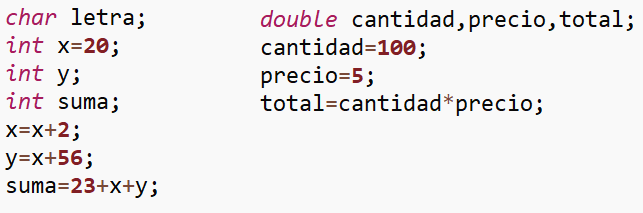 char letra;
int x=20;
int y;
int suma;
x=x+2;
y=x+56;
suma=23+x+y;
double cantidad,precio,total;
cantidad=100;
precio=5;
total=cantidad*precio;